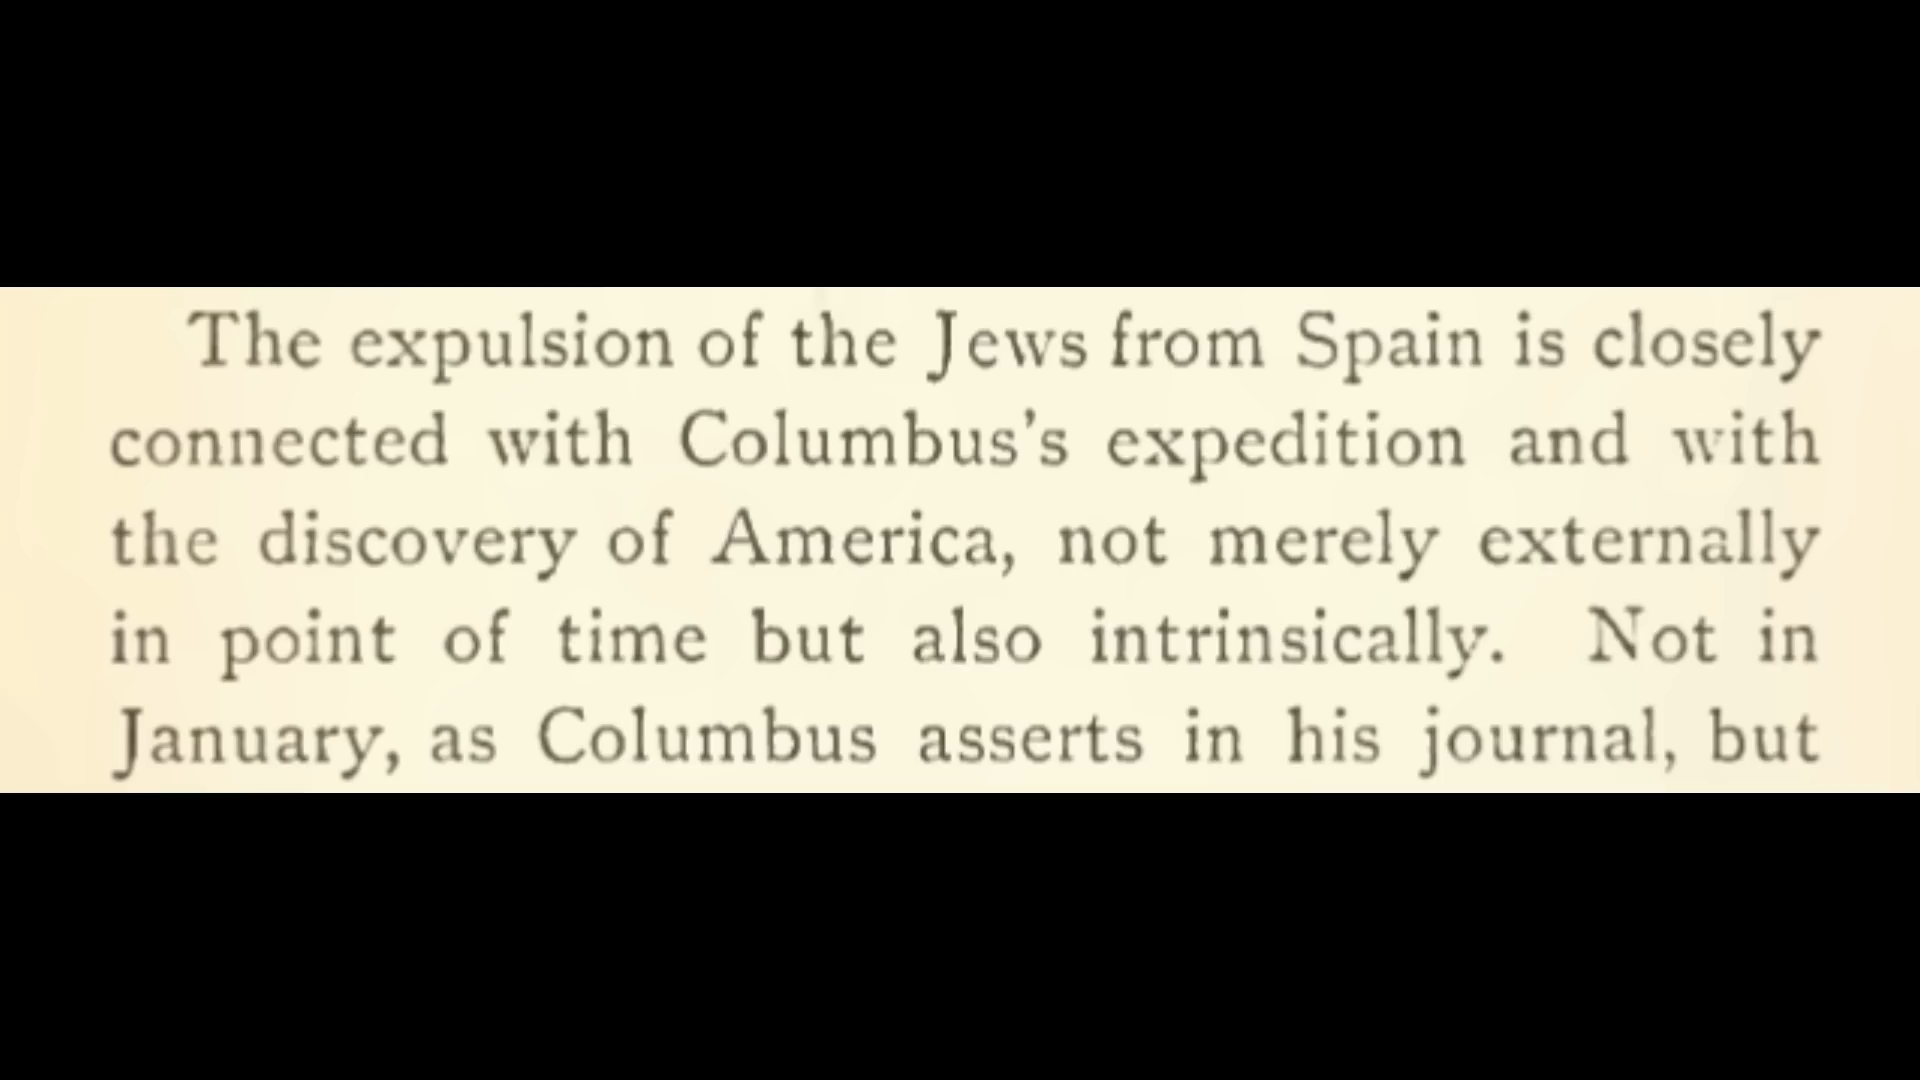 The expulsion of the Jews from Spain is closely
connected with Columbus's expedition and with
the discovery of America, not merely externally
in point of time but also intrinsically. Not in
January, as Columbus asserts in his journal, but